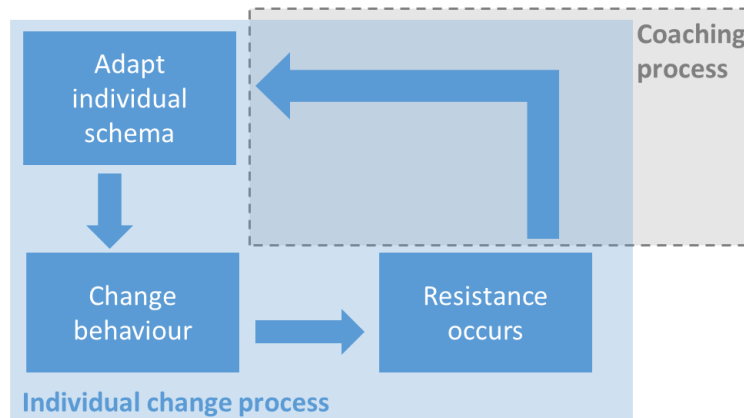 Adapt
individual
schema
Coaching
process
Change
behaviour
Resistance
occurs
Individual change process